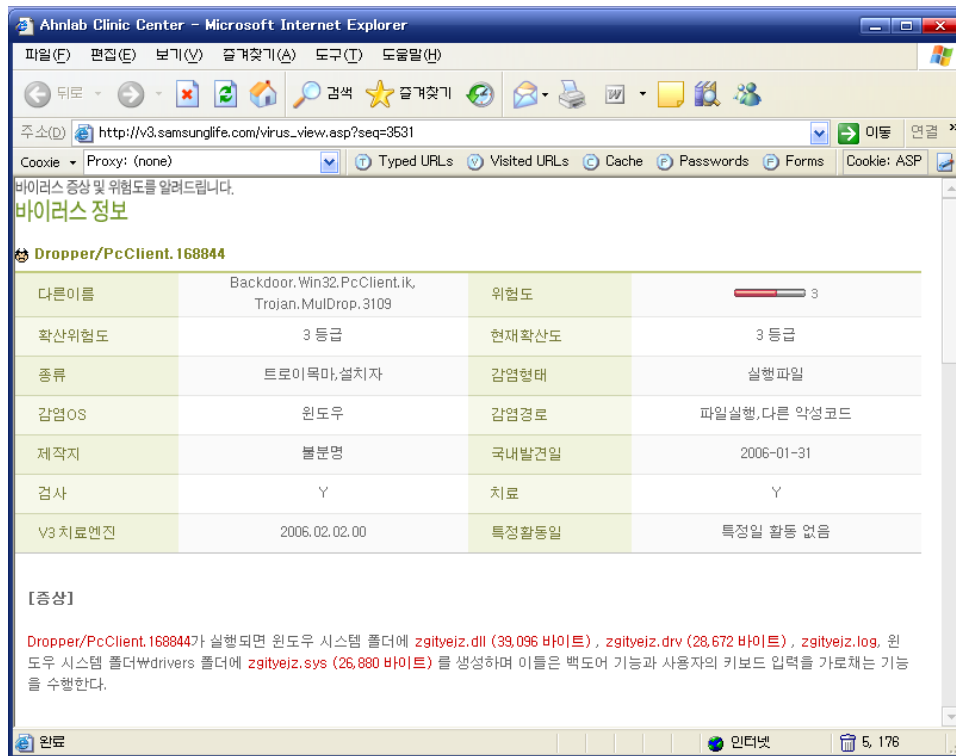 Ahnlab Clinic Center - Microsoft Internet Explorer
파일(F) 편집(E) 보기(V) 즐겨찾기(A) 도구(T) 도움말(H)
뒤로 검색 즐겨찾기
주소(D) http://v3.samsunglife.com/virus_view.asp?seq=3531 이동 연결 »
Cooxie Proxy: (none) T Typed URLs V Visited URLs C Cache P Passwords F Forms Cookie: ASP
바이러스 증상 및 위험도를 알려드립니다.
바이러스 정보
Dropper/PcClient.168844
다른이름 Backdoor.Win32.PcClient.ik, Trojan.MulDrop.3109 위험도 3
확산위험도 3 등급 현재확산도 3 등급
종류 트로이목마,설치자 감염형태 실행파일
감염OS 윈도우 감염경로 파일실행,다른 악성코드
제작지 불분명 국내발견일 2006-01-31
검사 Y 치료 Y
V3 치료엔진 2006.02.02.00 특정활동일 특정일 활동 없음
[증상]
Dropper/PcClient.168844가 실행되면 윈도우 시스템 폴더에 zgityejz.dll (39,096 바이트) , zgityejz.drv (28,672 바이트) , zgityejz.log, 윈
도우 시스템 폴더₩drivers 폴더에 zgityejz.sys (26,880 바이트) 를 생성하며 이들은 백도어 기능과 사용자의 키보드 입력을 가로채는 기능
을 수행한다.
완료 인터넷 5, 176